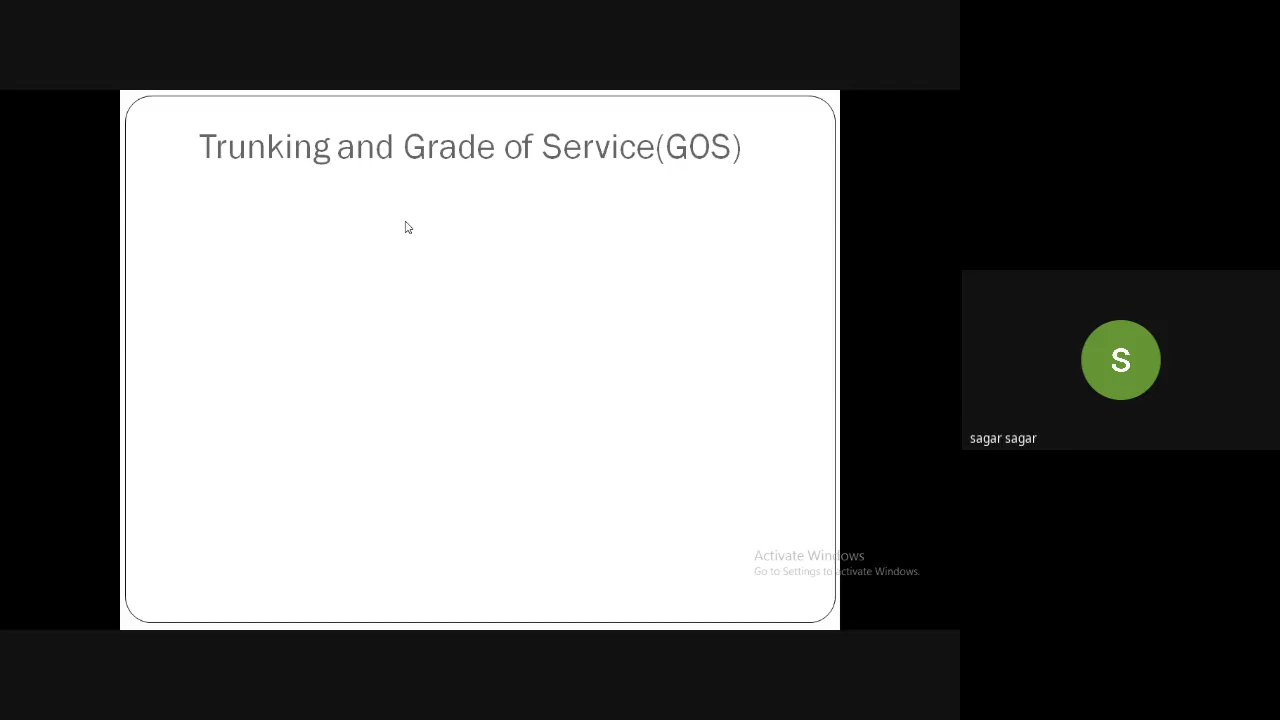 Trunking and Grade of Service(GOS)
Activate Windows
Go to Settings to activate Windows.
S
sagar sagar